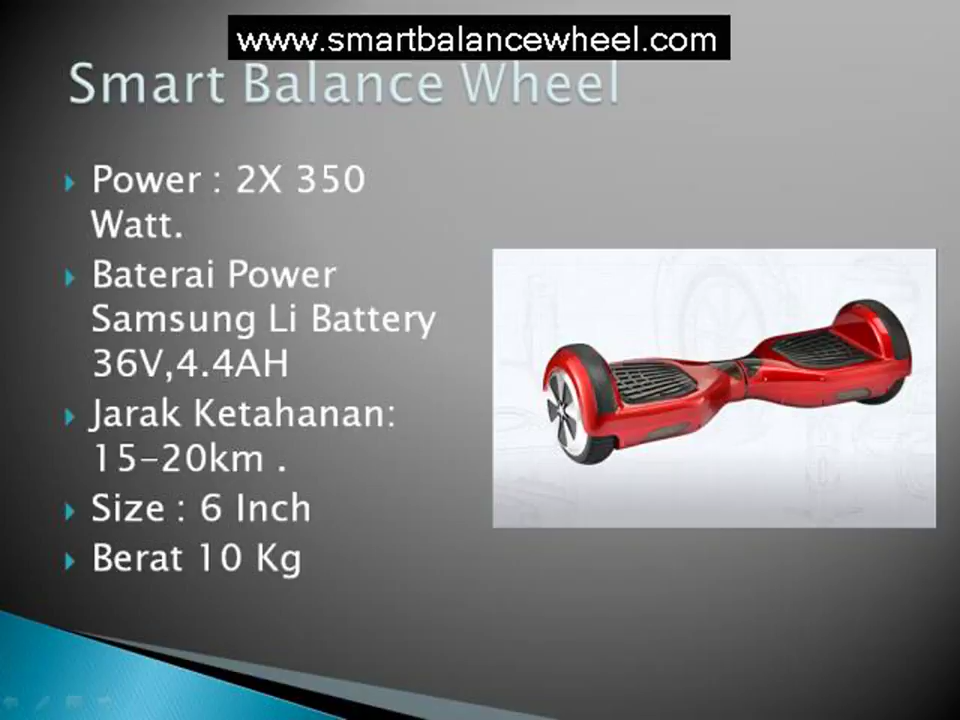 www.smartbalancewheel.com
Smart Balance Wheel
Power : 2X 350
Watt.
Baterai Power
Samsung Li Battery
36V,4.4AH
Jarak Ketahanan:
15-20km .
Size : 6 Inch
Berat 10 Kg